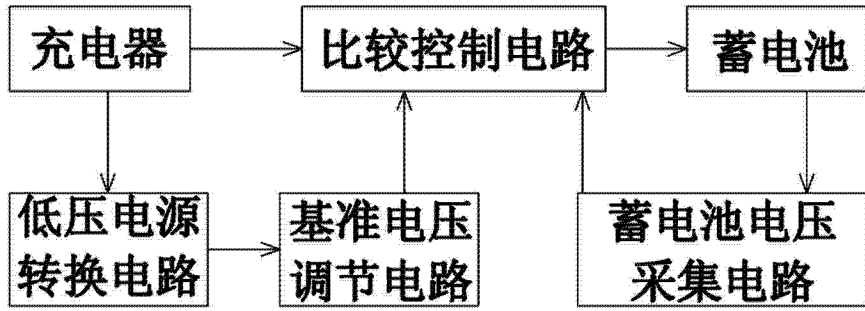 充电器
比较控制电路
蓄电池
低压电源
转换电路
基准电压
调节电路
蓄电池电压
采集电路